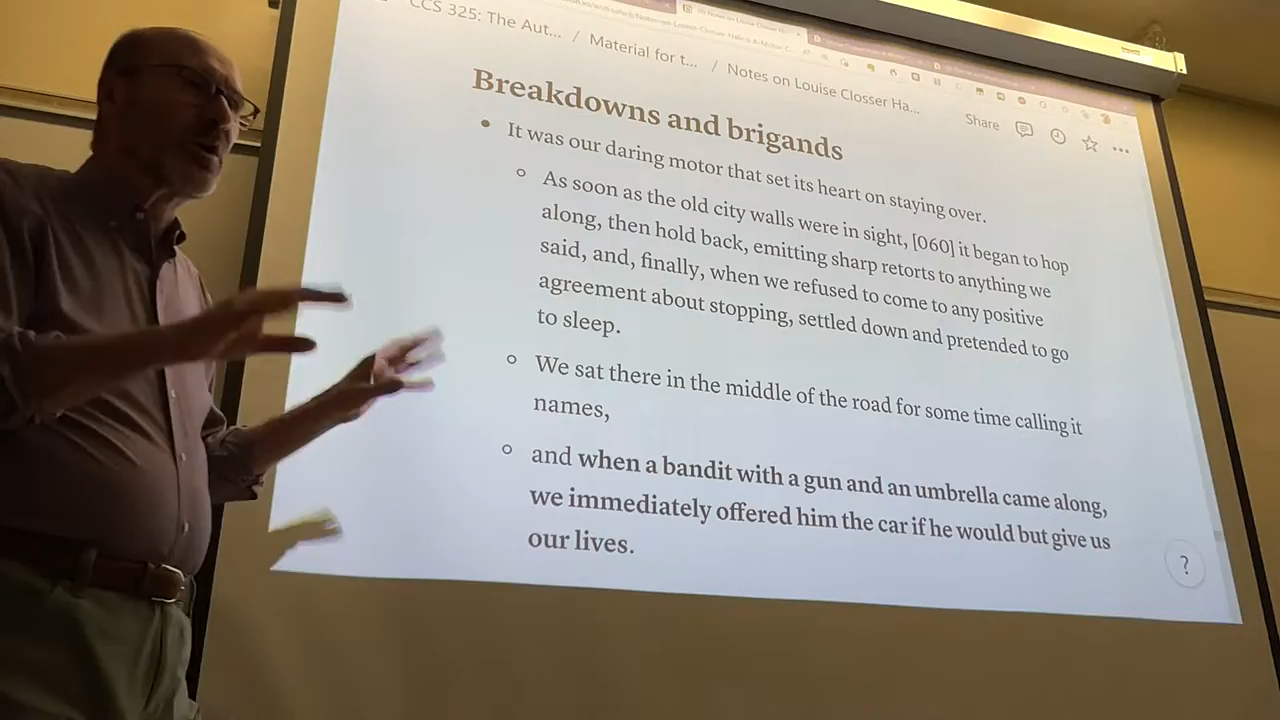 CCS 325: The Aut... / Material for t... / Notes on Louise Closser Ha...
Share
Breakdowns and brigands
It was our daring motor that set its heart on staying over.
As soon as the old city walls were in sight, [060] it began to hop
along, then hold back, emitting sharp retorts to anything we
said, and, finally, when we refused to come to any positive
agreement about stopping, settled down and pretended to go
to sleep.
We sat there in the middle of the road for some time calling it
names,
and when a bandit with a gun and an umbrella came along,
we immediately offered him the car if he would but give us
our lives.
?